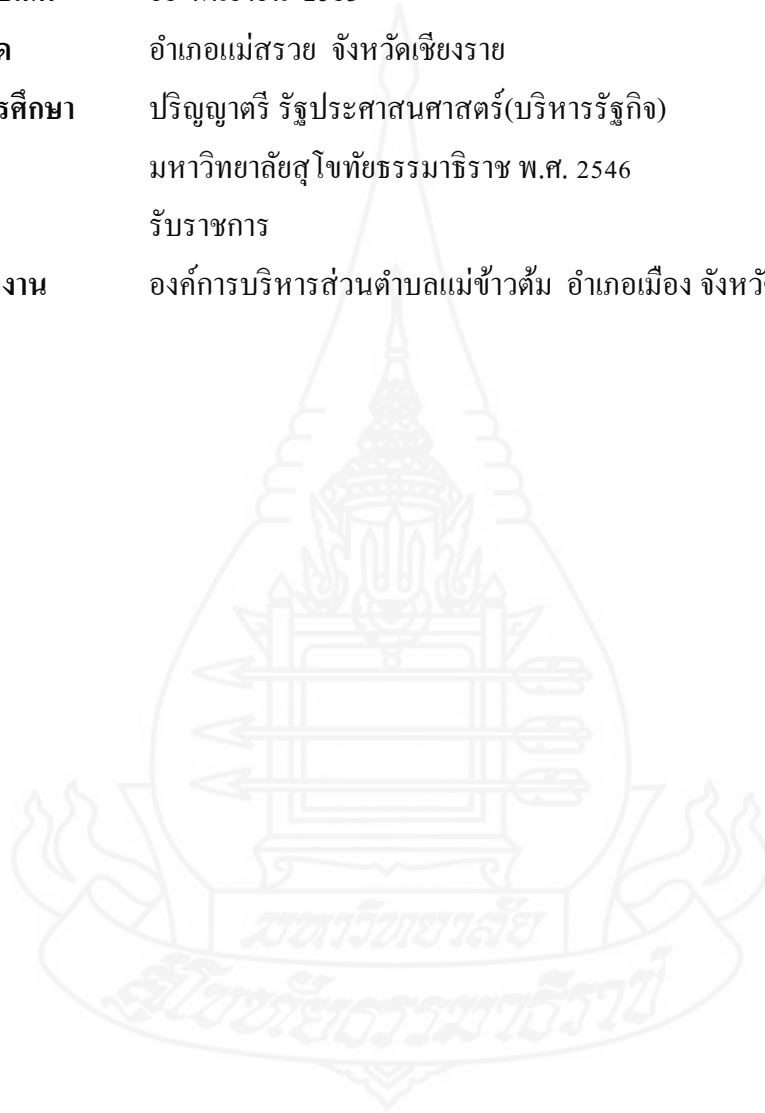 ด อำเภอแม่สรวย จังหวัดเชียงราย
รศึกษา ปริญญาตรี รัฐประศาสนศาสตร์(บริหารรัฐกิจ)
มหาวิทยาลัยสุโขทัยธรรมาธิราช พ.ศ. 2546
รับราชการ
งาน องค์การบริหารส่วนตำบลแม่ข้าวต้ม อำเภอเมือง จังหวั
มหาวิทยาลัย
สุโขทัยธรรมาธิราช